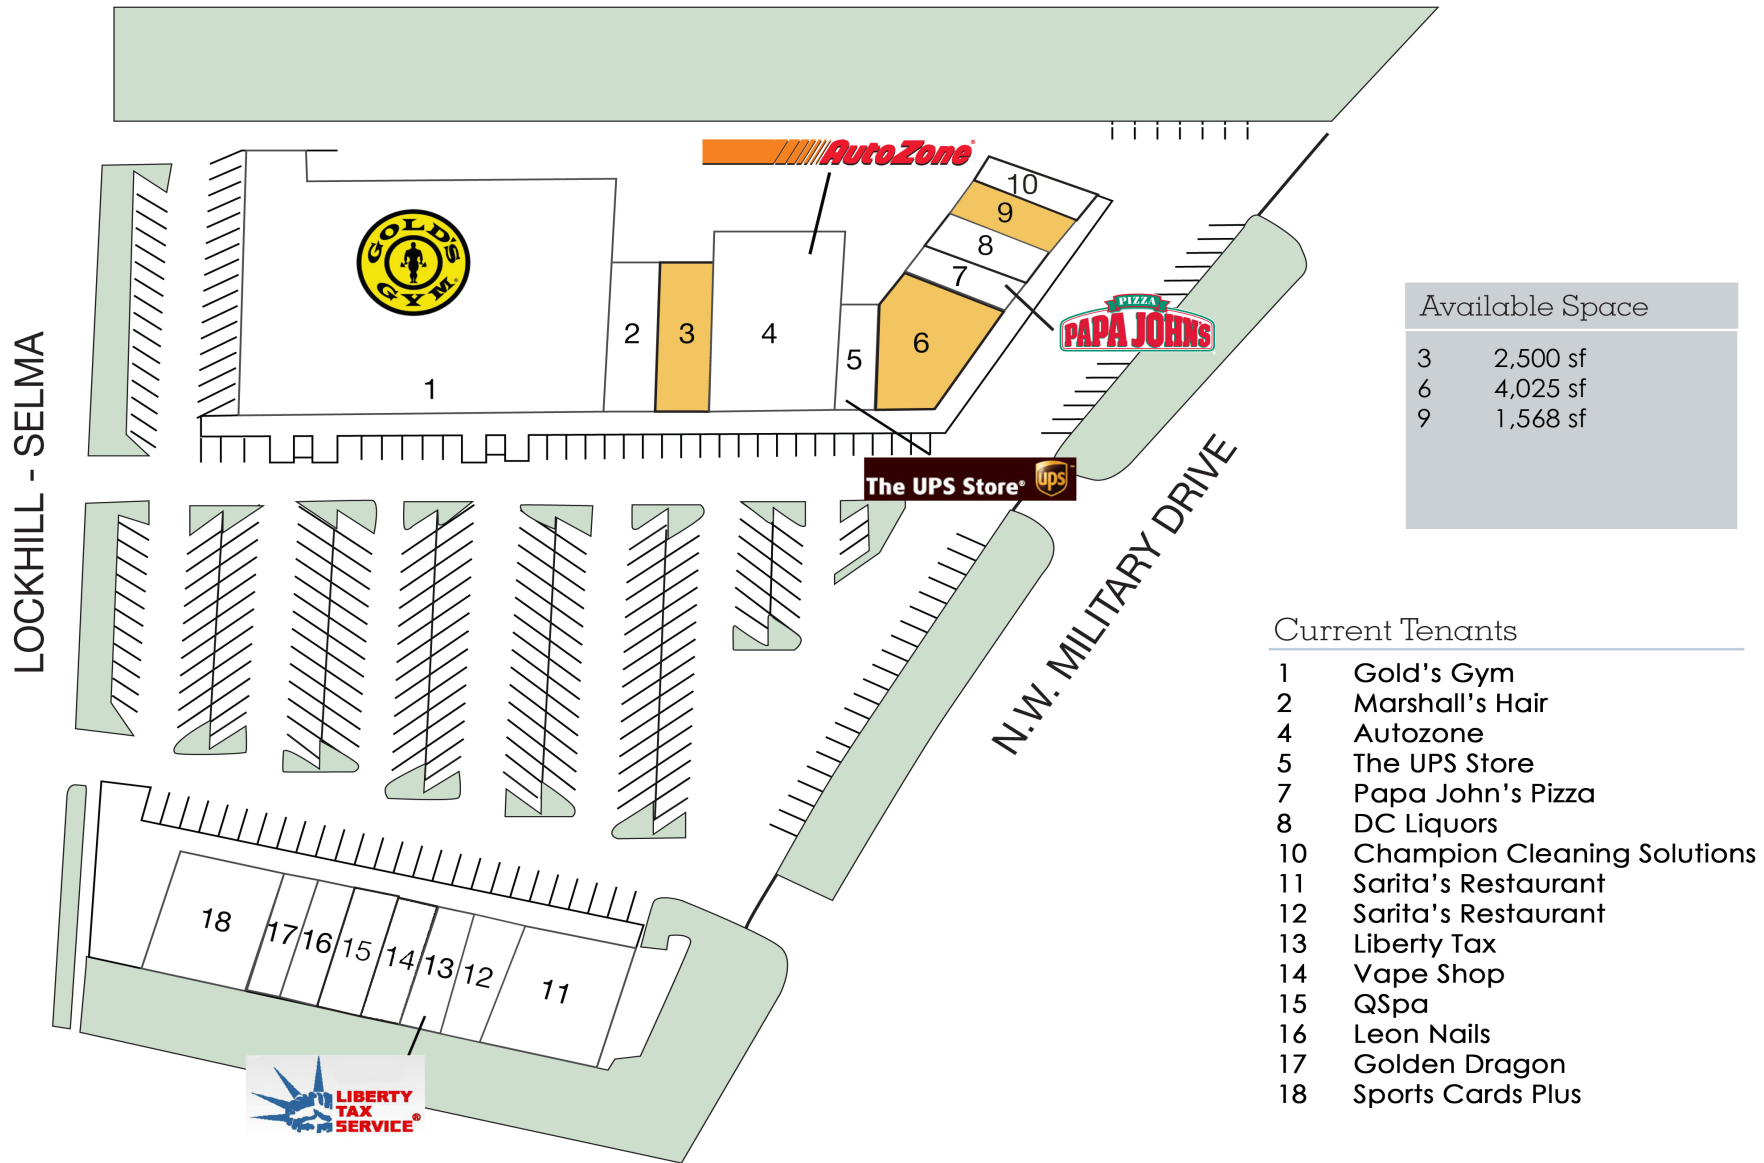 AutoZone
GOLD'S
GYM
10
9
8
7
6
5
4
3
2
1
PIZZA
PAPA JOHN'S
The UPS Store®
ups
LOCKHILL - SELMA
N.W. MILITARY DRIVE
Available Space
3 2,500 sf
6 4,025 sf
9 1,568 sf
Current Tenants
1 Gold's Gym
2 Marshall's Hair
4 Autozone
5 The UPS Store
7 Papa John's Pizza
8 DC Liquors
10 Champion Cleaning Solutions
11 Sarita's Restaurant
12 Sarita's Restaurant
13 Liberty Tax
14 Vape Shop
15 QSpa
16 Leon Nails
17 Golden Dragon
18 Sports Cards Plus
18
17
16
15
14
13
12
11
LIBERTY
TAX
SERVICE®